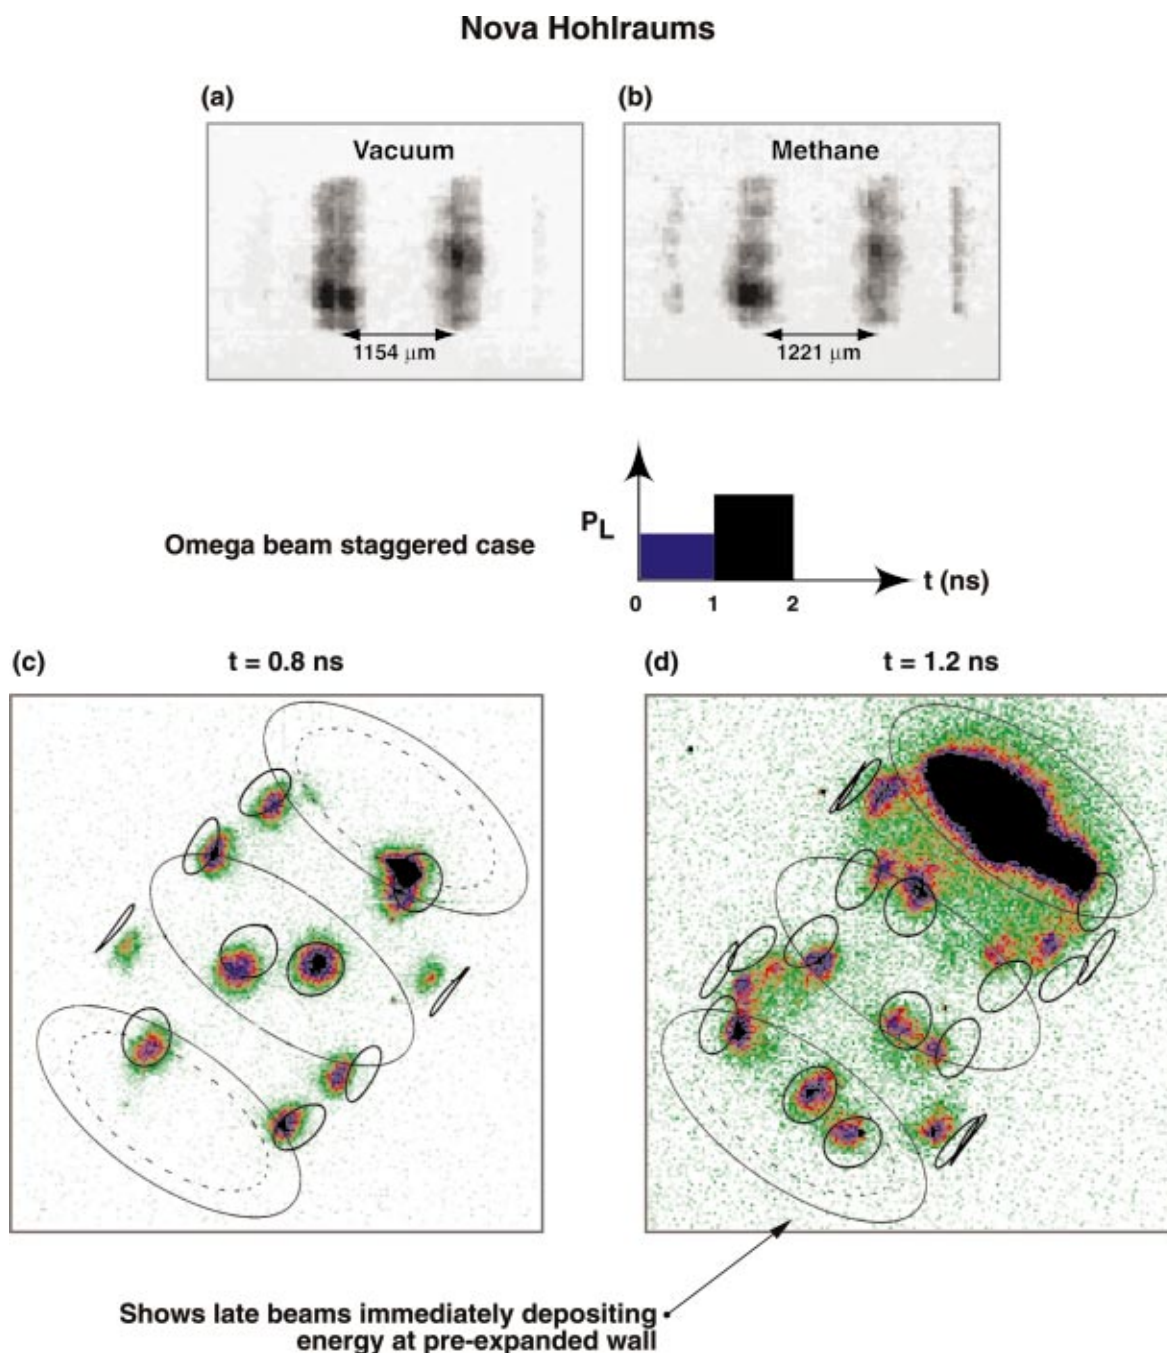 Nova Hohlraums
(a)
(b)
Vacuum
Methane
1154 μm
1221 μm
Omega beam staggered case
PL
t (ns)
0 1 2
(c)
t = 0.8 ns
(d)
t = 1.2 ns
Shows late beams immediately depositing
energy at pre-expanded wall